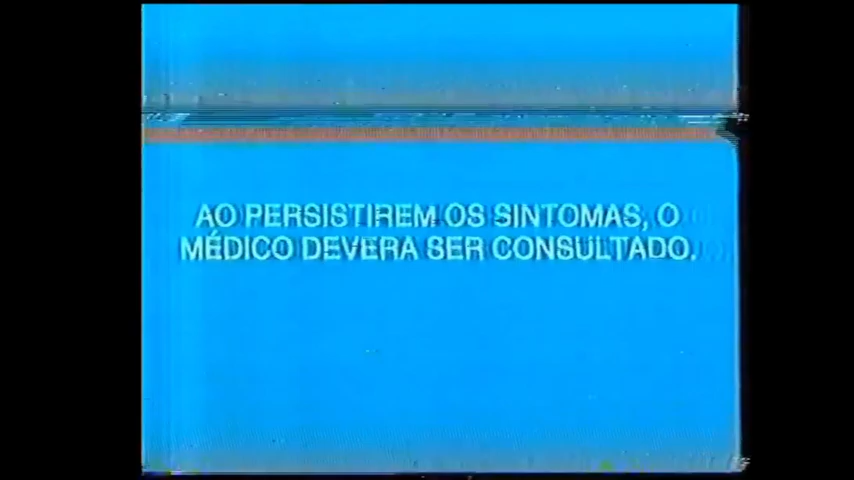 AO PERSISTIREM OS SINTOMAS, O
MÉDICO DEVERA SER CONSULTADO.